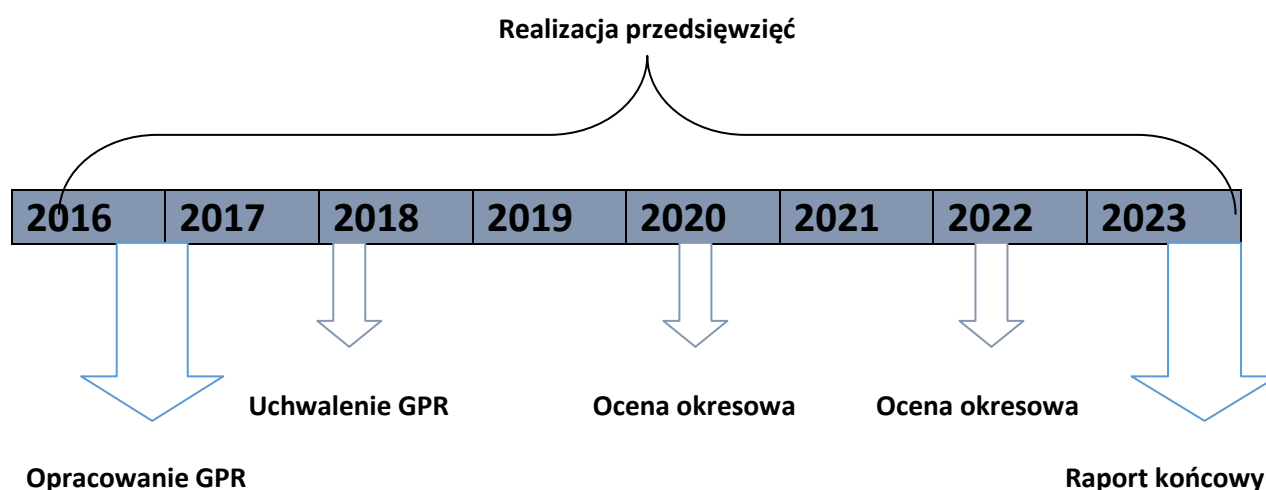 Realizacja przedsięwzięć
2016 2017 2018 2019 2020 2021 2022 2023
Uchwalenie GPR Ocena okresowa Ocena okresowa
Opracowanie GPR Raport końcowy